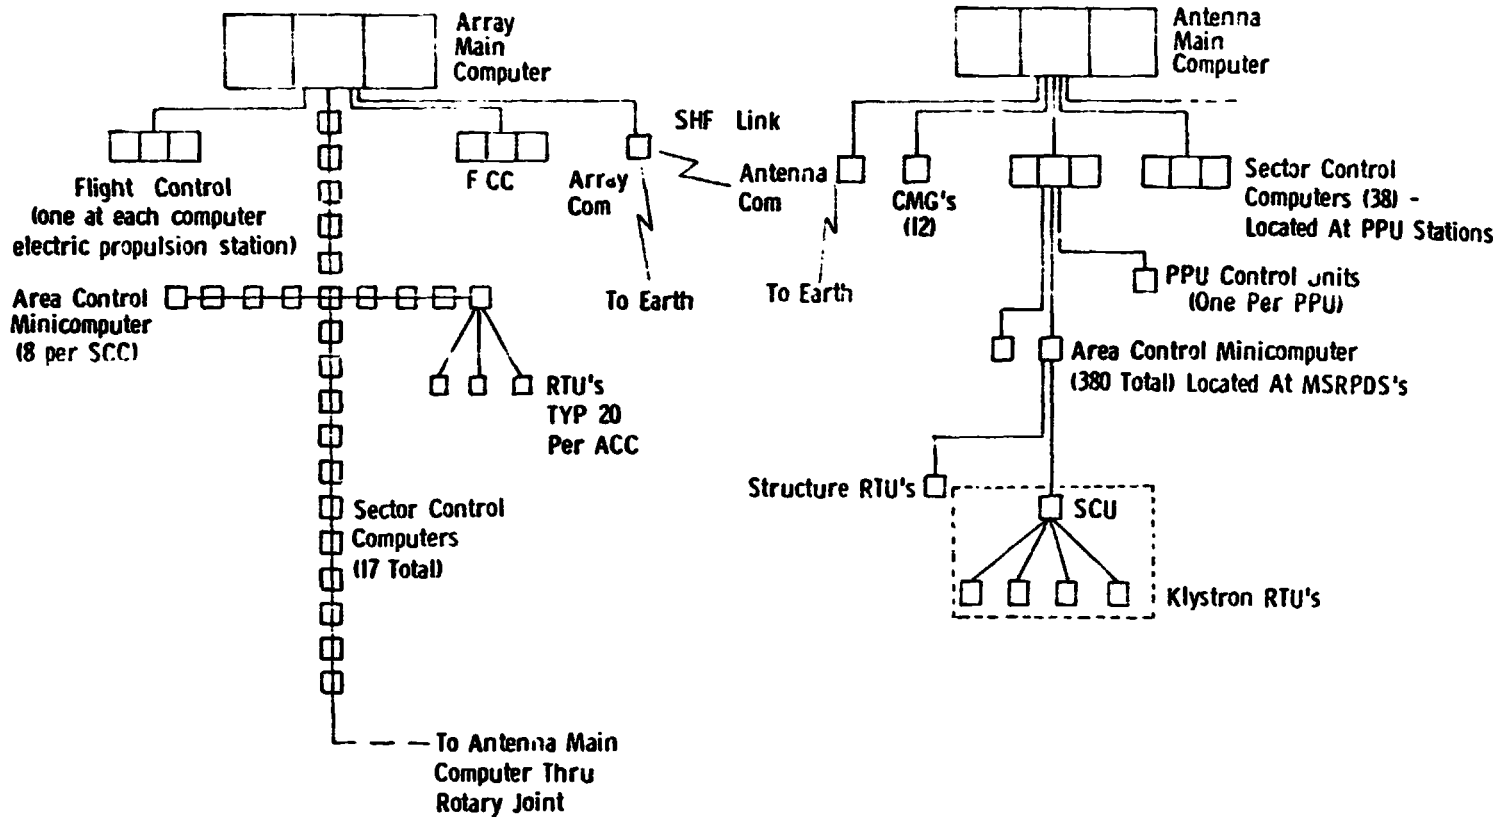 Array
Main
Computer
Antenna
Main
Computer
SHF Link
Flight Control
(one at each computer
electric propulsion station)
F CC
Array
Com
Antenna
Com
CMG's
(12)
Sector Control
Computers (38) -
Located At PPU Stations
To Earth
To Earth
PPU Control Units
(One Per PPU)
Area Control
Minicomputer
(8 per SCC)
Area Control Minicomputer
(380 Total) Located At MSRPDS's
RTU's
TYP 20
Per ACC
Structure RTU's
Sector Control
Computers
(17 Total)
SCU
Klystron RTU's
To Antenna Main
Computer Thru
Rotary Joint